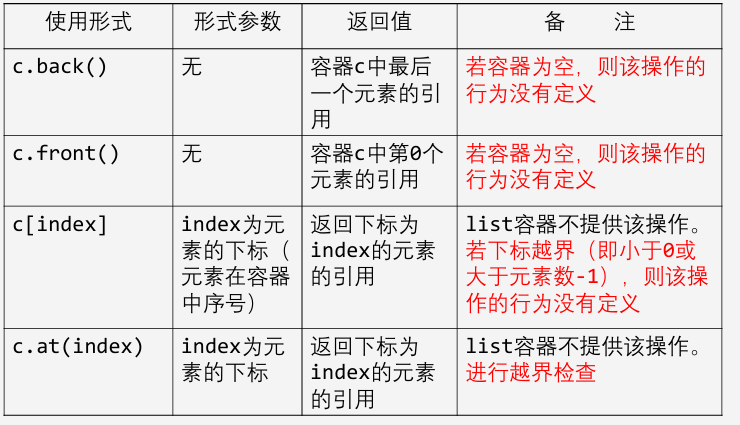 使用形式 形式参数 返回值 备 注
c.back() 无 容器c中最后一个元素的引用 若容器为空，则该操作的行为没有定义
c.front() 无 容器c中第0个元素的引用 若容器为空，则该操作的行为没有定义
c[index] index为元素的下标（元素在容器中序号） 返回下标为index的元素的引用 list容器不提供该操作。若下标越界（即小于0或大于元素数-1），则该操作的行为没有定义
c.at(index) index为元素的下标 返回下标为index的元素的引用 list容器不提供该操作。进行越界检查